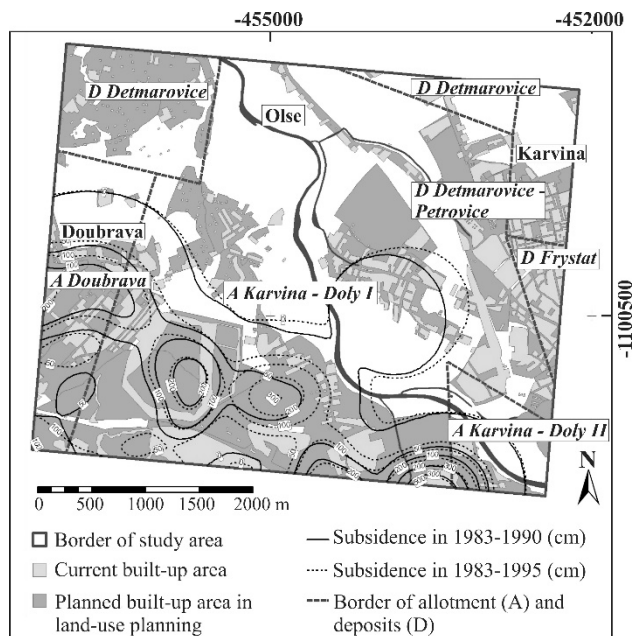 -455000
-452000
D Detmarovice
D Detmarovice
Olse
Karvina
D Detmarovice -
Petrovice
Doubrava
D Frystat
A Doubrava
A Karvina - Doly I
-1100500
A Karvina - Doly II
N
0 500 1000 1500 2000 m
Border of study area
Current built-up area
Planned built-up area in
land-use planning
Subsidence in 1983-1990 (cm)
Subsidence in 1983-1995 (cm)
Border of allotment (A) and
deposits (D)